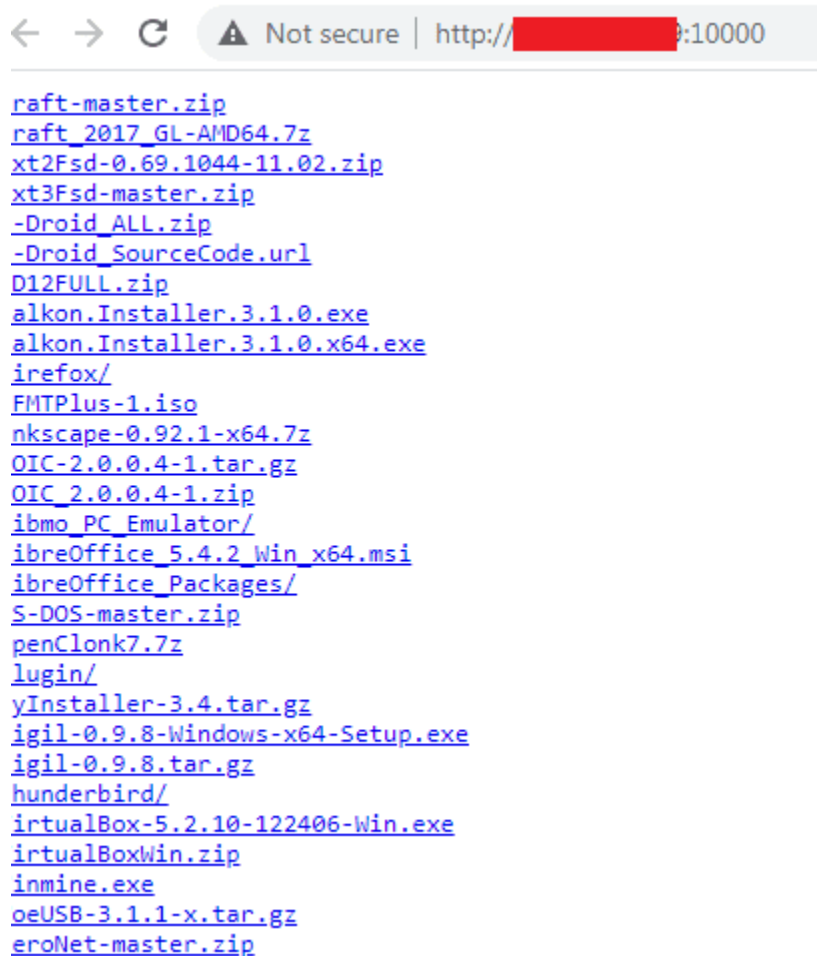 Not secure | http:// 9:10000
raft-master.zip
raft_2017_GL-AMD64.7z
xt2Fsd-0.69.1044-11.02.zip
xt3Fsd-master.zip
-Droid_ALL.zip
-Droid_SourceCode.url
D12FULL.zip
alkon.Installer.3.1.0.exe
alkon.Installer.3.1.0.x64.exe
irefox/
FMTPlus-1.iso
nkscape-0.92.1-x64.7z
OIC-2.0.0.4-1.tar.gz
OIC_2.0.0.4-1.zip
ibmo_PC_Emulator/
ibreOffice_5.4.2_Win_x64.msi
ibreOffice_Packages/
S-DOS-master.zip
penClonk7.7z
lugin/
yInstaller-3.4.tar.gz
igil-0.9.8-Windows-x64-Setup.exe
igil-0.9.8.tar.gz
hunderbird/
irtualBox-5.2.10-122406-Win.exe
irtualBoxWin.zip
inmine.exe
oeUSB-3.1.1-x.tar.gz
eroNet-master.zip